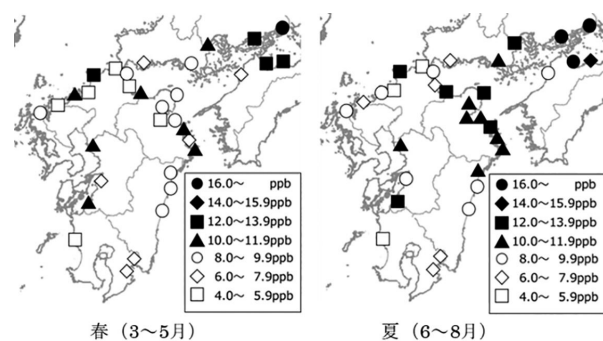 16.0～ ppb
14.0～15.9ppb
12.0～13.9ppb
10.0～11.9ppb
8.0～ 9.9ppb
6.0～ 7.9ppb
4.0～ 5.9ppb
春（3～5月）
16.0～ ppb
14.0～15.9ppb
12.0～13.9ppb
10.0～11.9ppb
8.0～ 9.9ppb
6.0～ 7.9ppb
4.0～ 5.9ppb
夏（6～8月）